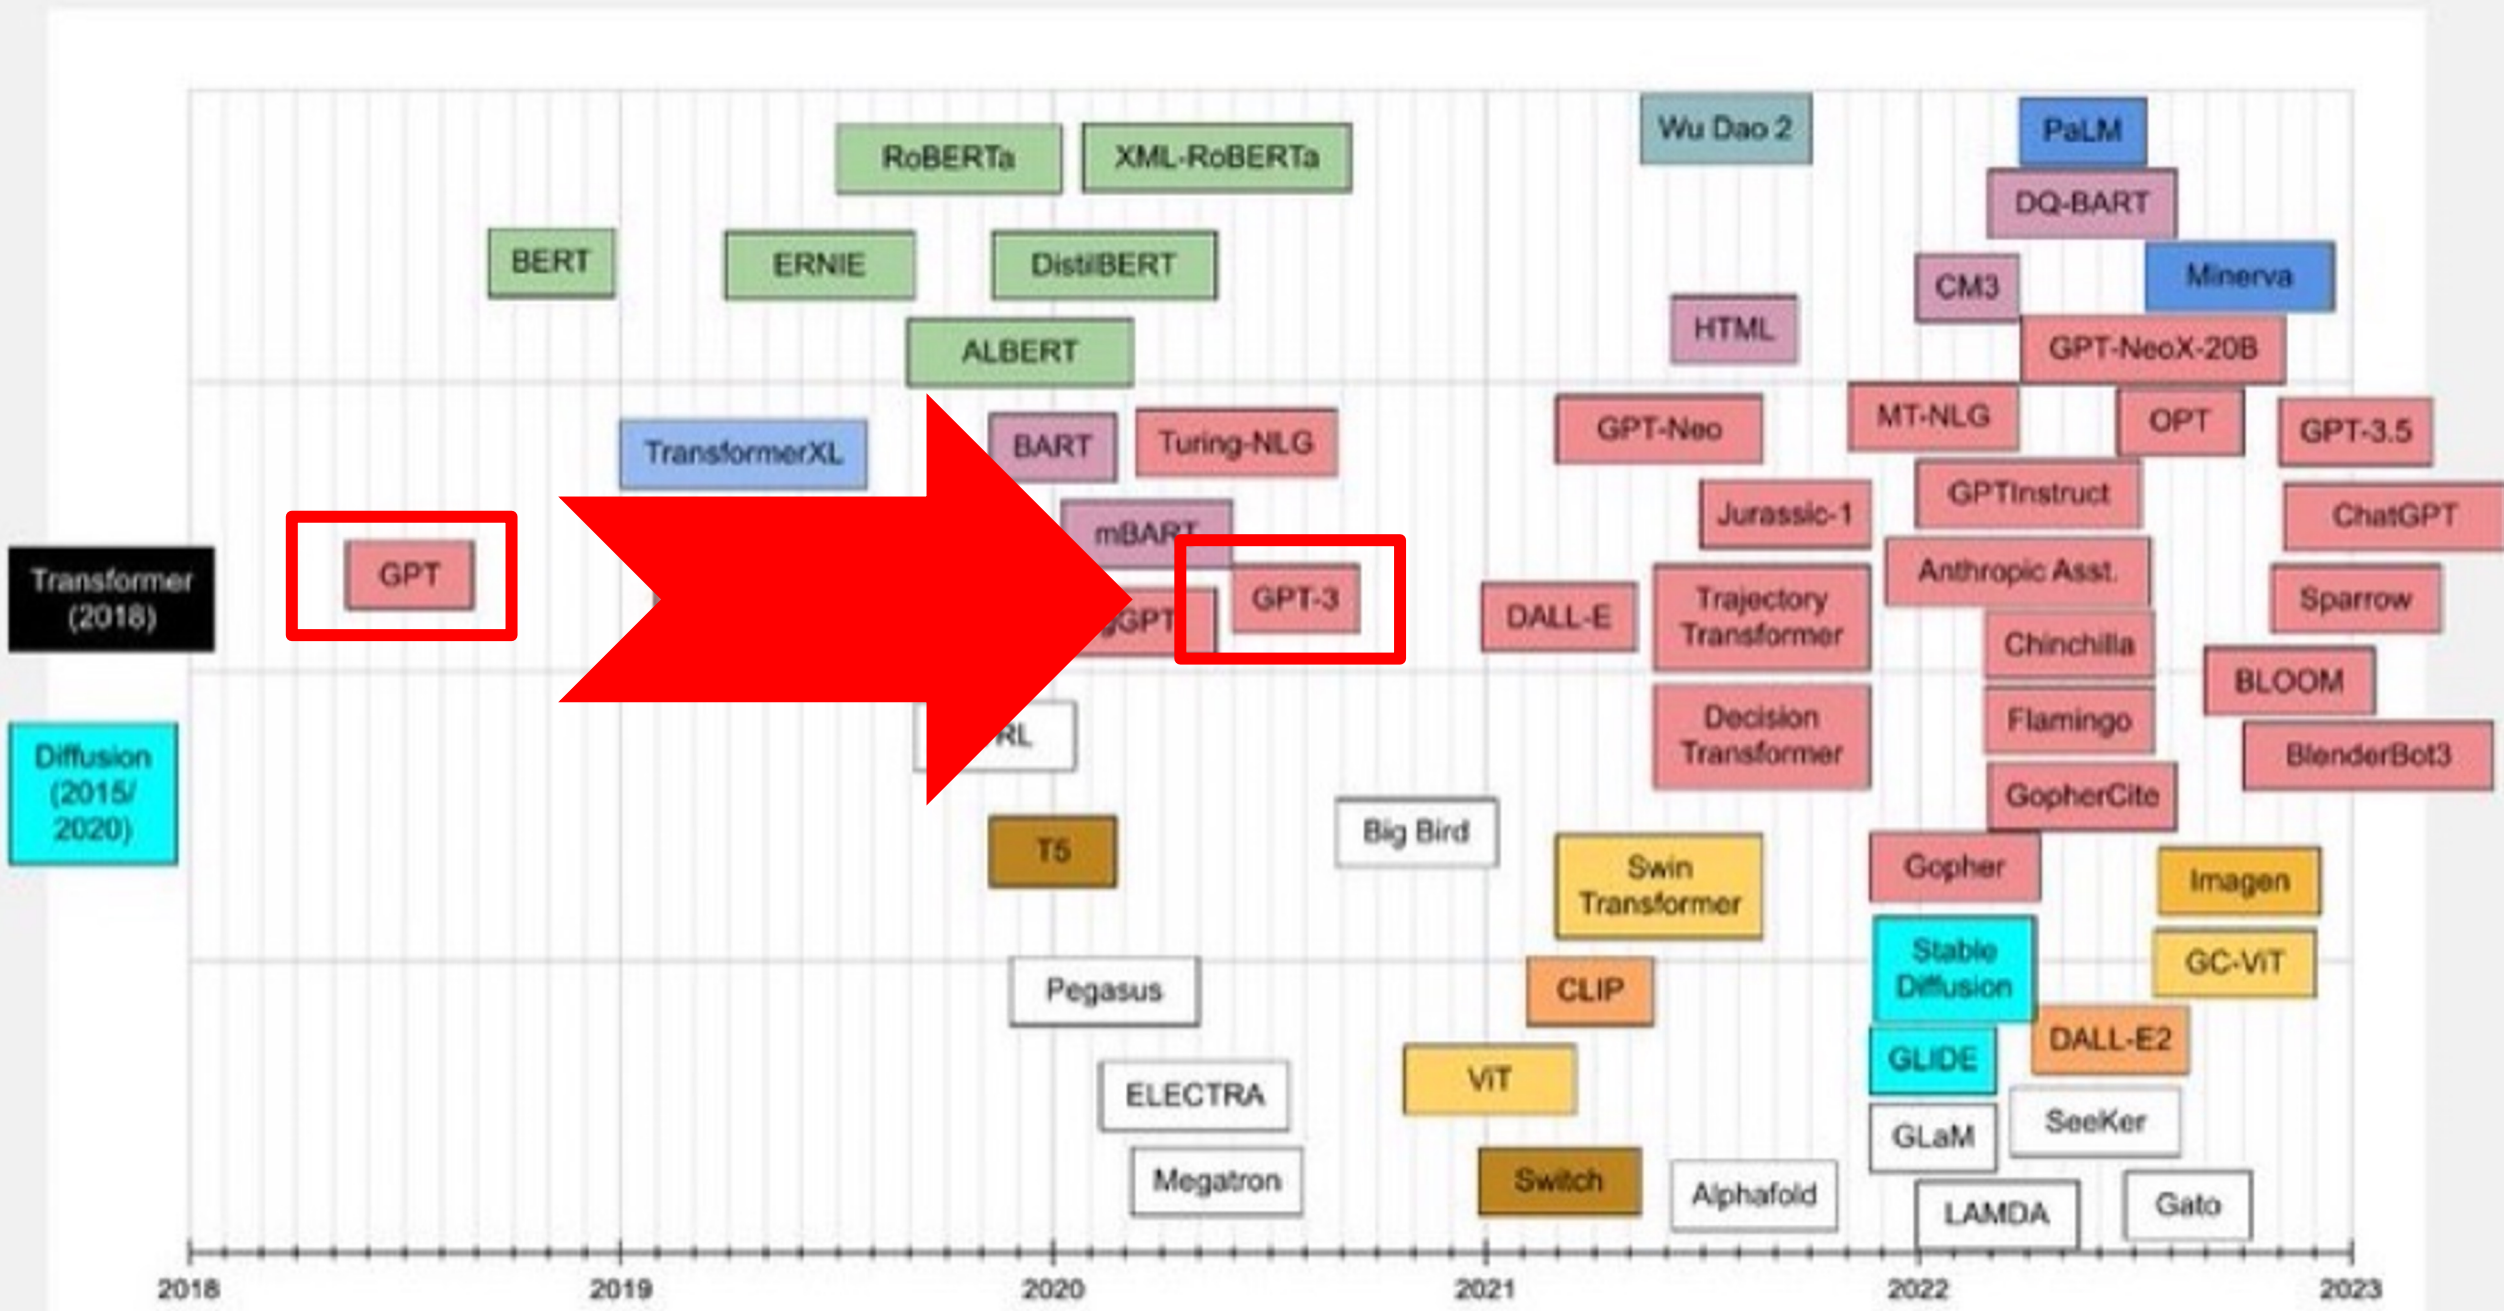 RoBERTa
XML-RoBERTa
Wu Dao 2
PaLM
DQ-BART
BERT
ERNIE
DistilBERT
CM3
Minerva
HTML
ALBERT
GPT-NeoX-20B
TransformerXL
BART
Turing-NLG
GPT-Neo
MT-NLG
OPT
GPT-3.5
mBART
Jurassic-1
GPTInstruct
ChatGPT
Transformer
(2018)
GPT
gGPT
GPT-3
DALL-E
Trajectory
Transformer
Anthropic Asst.
Sparrow
Chinchilla
BLOOM
Diffusion
(2015/
2020)
RL
Decision
Transformer
Flamingo
BlenderBot3
GopherCite
T5
Big Bird
Swin
Transformer
Gopher
Imagen
Pegasus
CLIP
Stable
Diffusion
GC-ViT
ELECTRA
ViT
GLIDE
DALL-E2
Megatron
Switch
Alphafold
GLaM
SeeKer
LAMDA
Gato
2018
2019
2020
2021
2022
2023